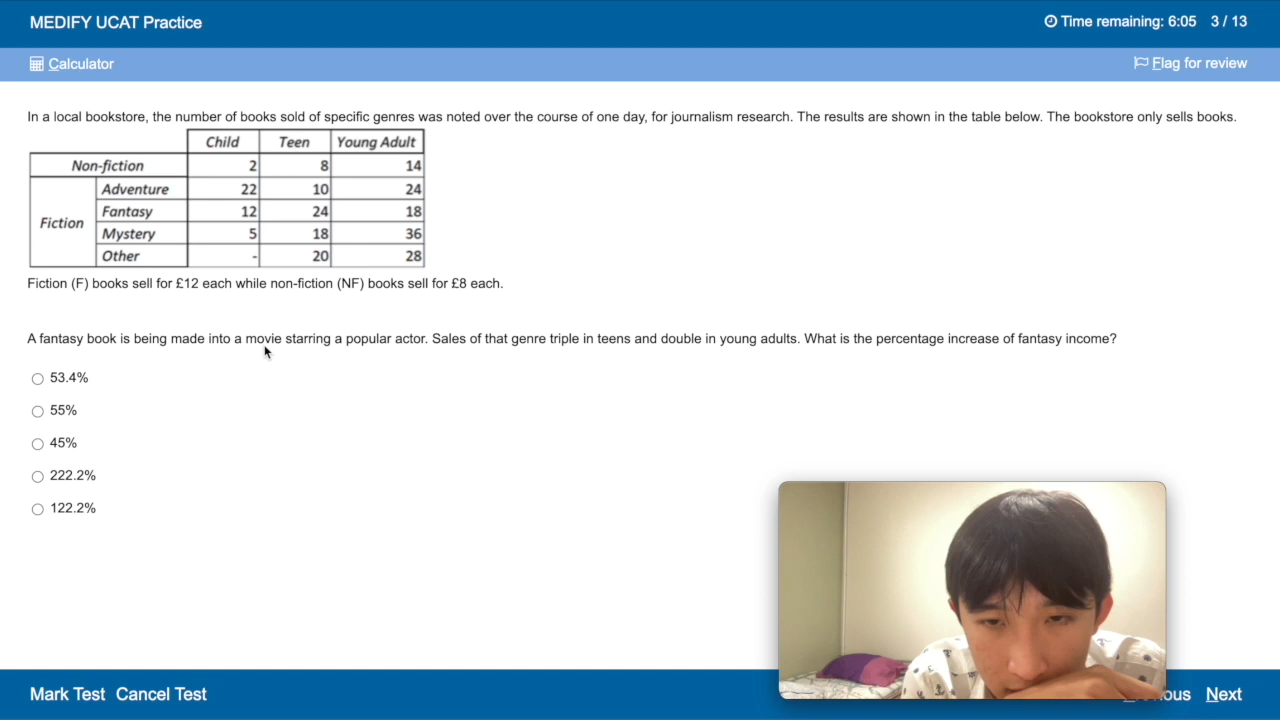 MEDIFY UCAT Practice
Time remaining: 6:05 3 / 13
Calculator
Flag for review
In a local bookstore, the number of books sold of specific genres was noted over the course of one day, for journalism research. The results are shown in the table below. The bookstore only sells books.
Child Teen Young Adult
Non-fiction 2 8 14
Fiction
Adventure 22 10 24
Fantasy 12 24 18
Mystery 5 18 36
Other - 20 28
Fiction (F) books sell for £12 each while non-fiction (NF) books sell for £8 each.
A fantasy book is being made into a movie starring a popular actor. Sales of that genre triple in teens and double in young adults. What is the percentage increase of fantasy income?
53.4%
55%
45%
222.2%
122.2%
Mark Test Cancel Test
Next